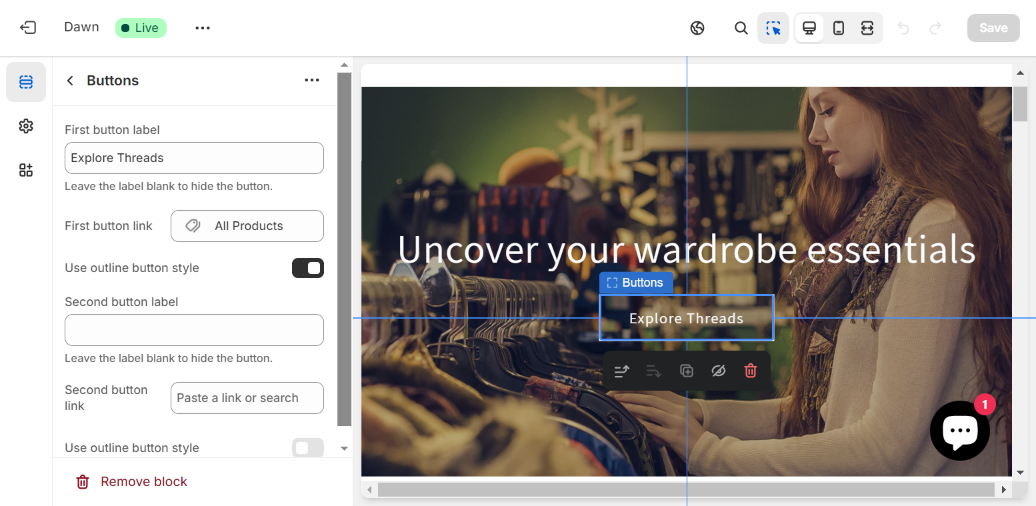 Dawn
Live
Save
Buttons
First button label
Explore Threads
Leave the label blank to hide the button.
First button link
All Products
Use outline button style
Second button label
Leave the label blank to hide the button.
Second button
link
Paste a link or search
Use outline button style
Remove block
Uncover your wardrobe essentials
Buttons
Explore Threads
1